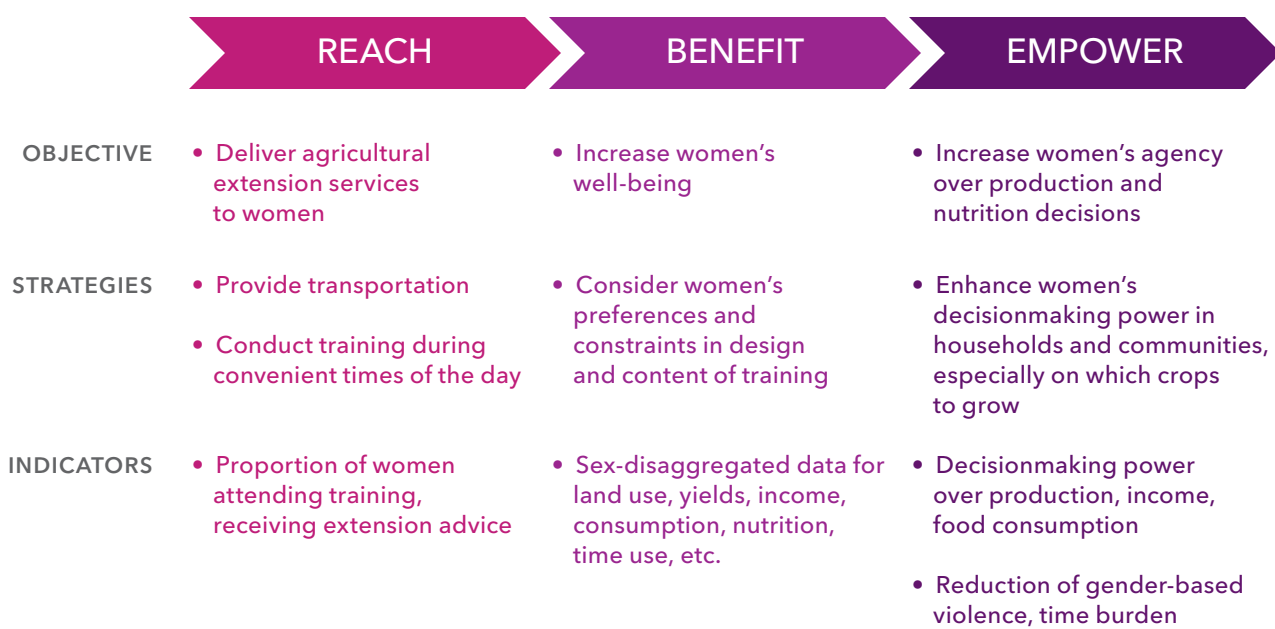 REACH
BENEFIT
EMPOWER
OBJECTIVE
• Deliver agricultural
extension services
to women
• Increase women's
well-being
• Increase women's agency
over production and
nutrition decisions
STRATEGIES
• Provide transportation
• Conduct training during
convenient times of the day
• Consider women's
preferences and
constraints in design
and content of training
• Enhance women's
decisionmaking power in
households and communities,
especially on which crops
to grow
INDICATORS
• Proportion of women
attending training,
receiving extension advice
• Sex-disaggregated data for
land use, yields, income,
consumption, nutrition,
time use, etc.
• Decisionmaking power
over production, income,
food consumption
• Reduction of gender-based
violence, time burden